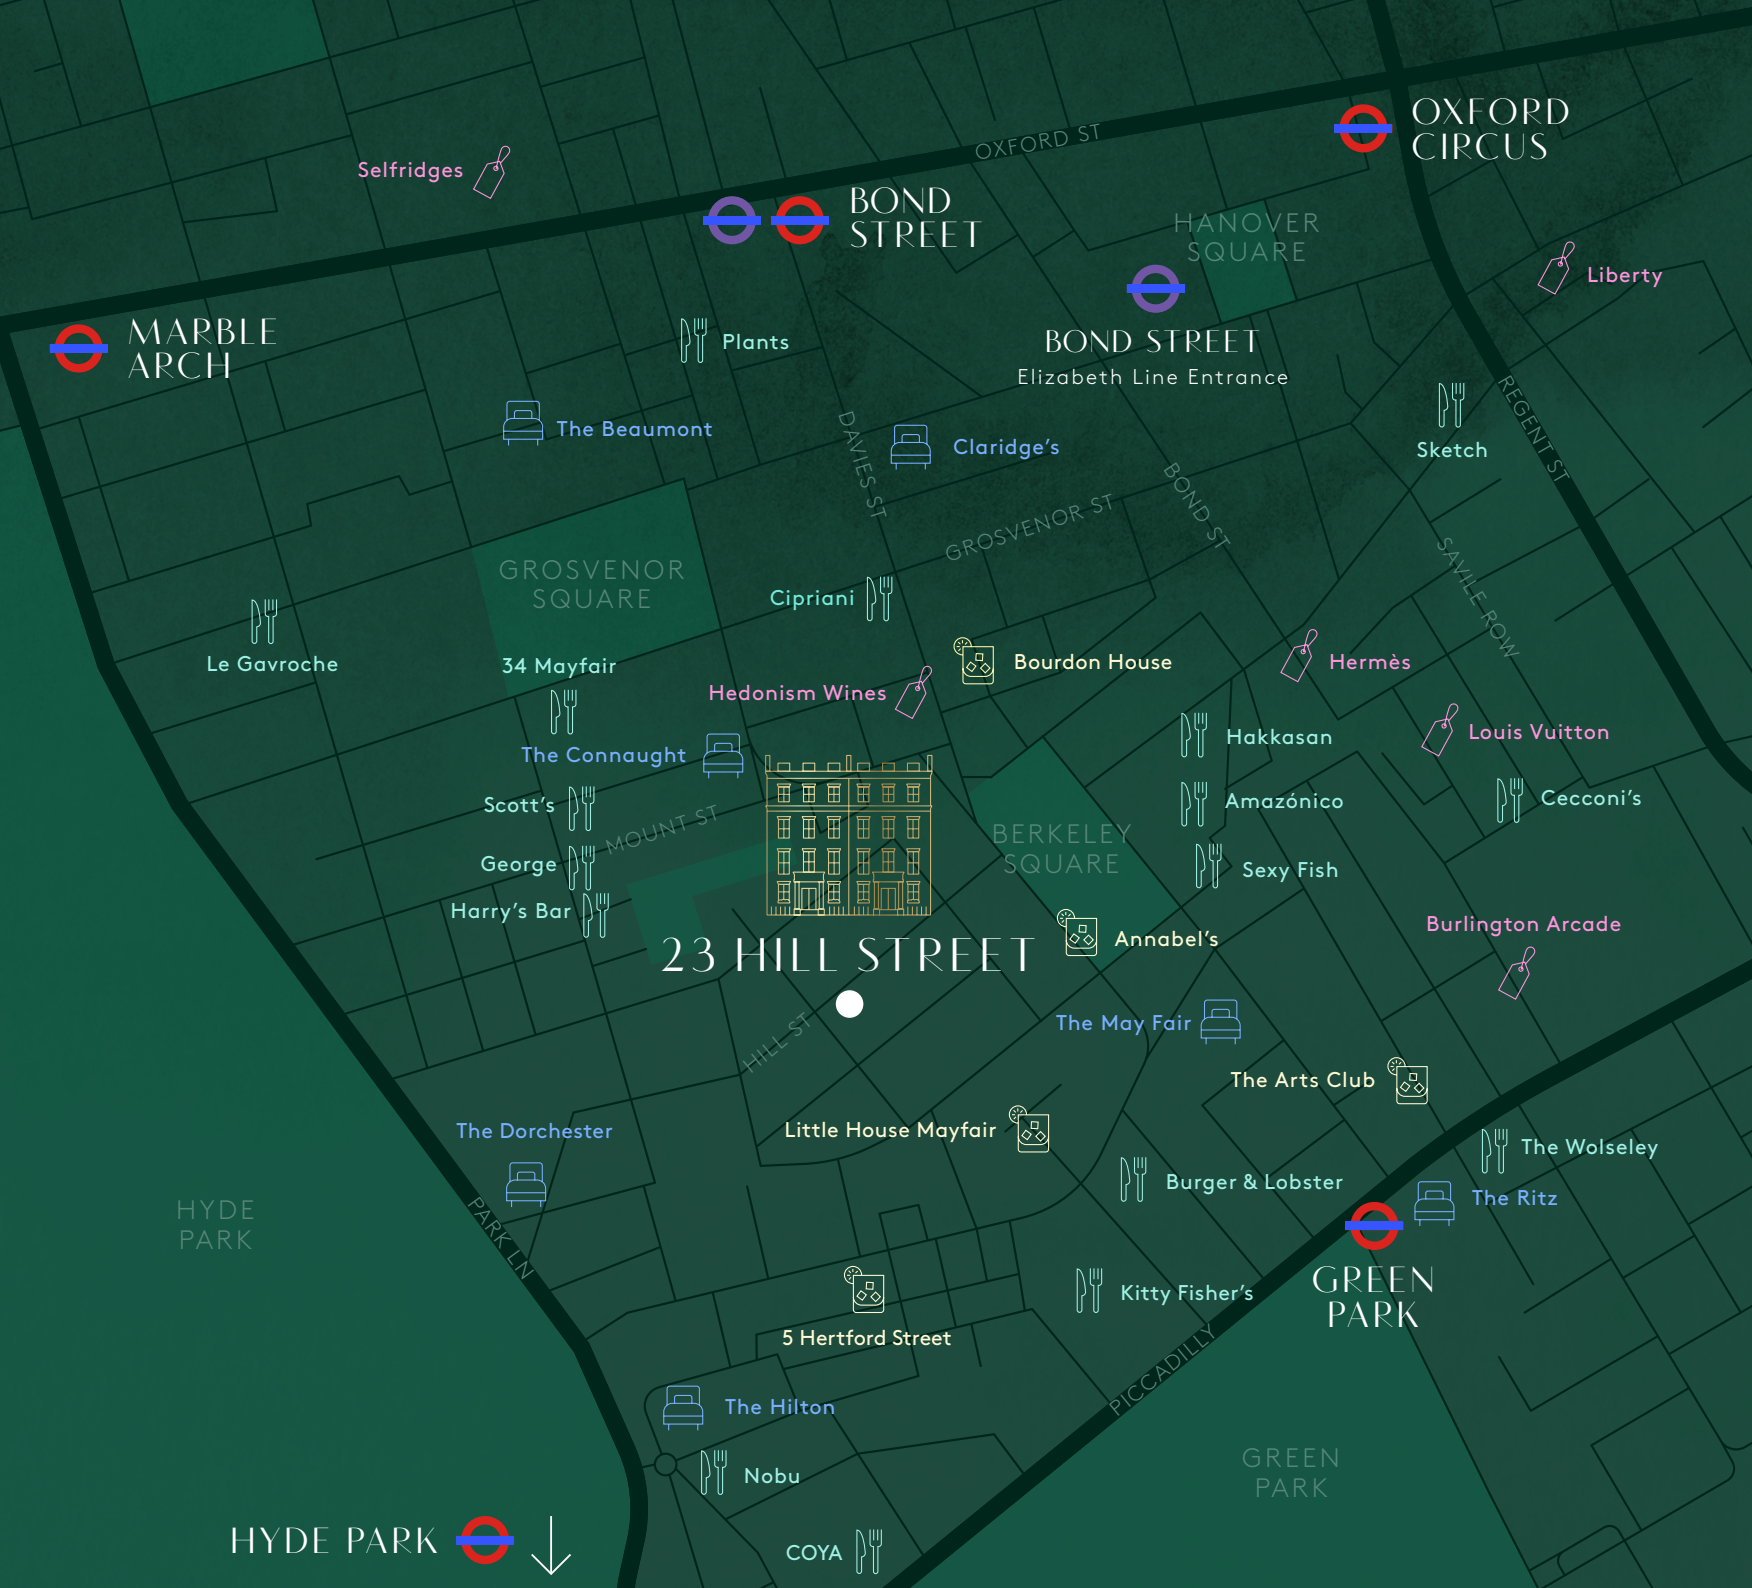 OXFORD
CIRCUS
OXFORD ST
Selfridges
BOND
STREET
HANOVER
SQUARE
Liberty
MARBLE
ARCH
Plants
BOND STREET
Elizabeth Line Entrance
REGENT ST
The Beaumont
DAVIES ST
Claridge’s
Sketch
BOND ST
GROSVENOR ST
SAVILE ROW
GROSVENOR
SQUARE
Cipriani
Le Gavroche
34 Mayfair
Bourdon House
Hermès
Hedonism Wines
Hakkasan
Louis Vuitton
The Connaught
Scott’s
Amazónico
Cecconi’s
MOUNT ST
BERKELEY
SQUARE
George
Sexy Fish
Harry’s Bar
Burlington Arcade
23 HILL STREET
Annabel’s
HILL ST
The May Fair
The Arts Club
The Dorchester
Little House Mayfair
The Wolseley
Burger & Lobster
The Ritz
HYDE
PARK
PARK LN
GREEN
PARK
Kitty Fisher’s
5 Hertford Street
PICCADILLY
The Hilton
GREEN
PARK
Nobu
HYDE PARK
COYA